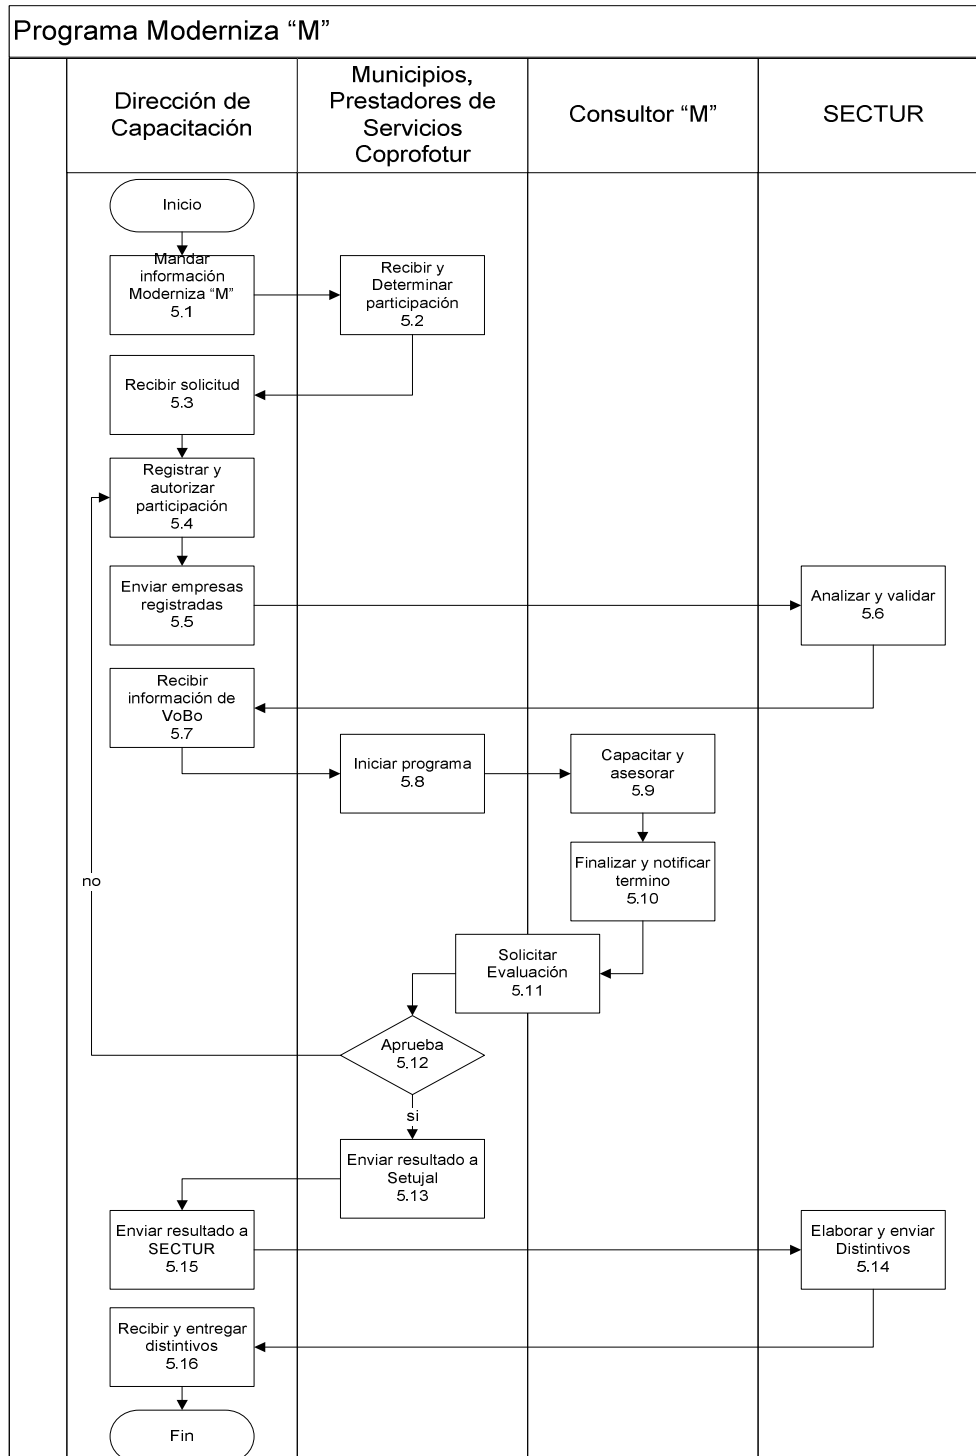 Programa Moderniza “M”
Dirección de
Capacitación
Municipios,
Prestadores de
Servicios
Coprofotur
Consultor “M”
SECTUR
Inicio
Mandar
información
Moderniza “M”
5.1
Recibir y
Determinar
participación
5.2
Recibir solicitud
5.3
Registrar y
autorizar
participación
5.4
Enviar empresas
registradas
5.5
Analizar y validar
5.6
Recibir
información de
VoBo
5.7
Iniciar programa
5.8
Capacitar y
asesorar
5.9
Finalizar y notificar
termino
5.10
no
Solicitar
Evaluación
5.11
Aprueba
5.12
si
Enviar resultado a
Setujal
5.13
Enviar resultado a
SECTUR
5.15
Elaborar y enviar
Distintivos
5.14
Recibir y entregar
distintivos
5.16
Fin